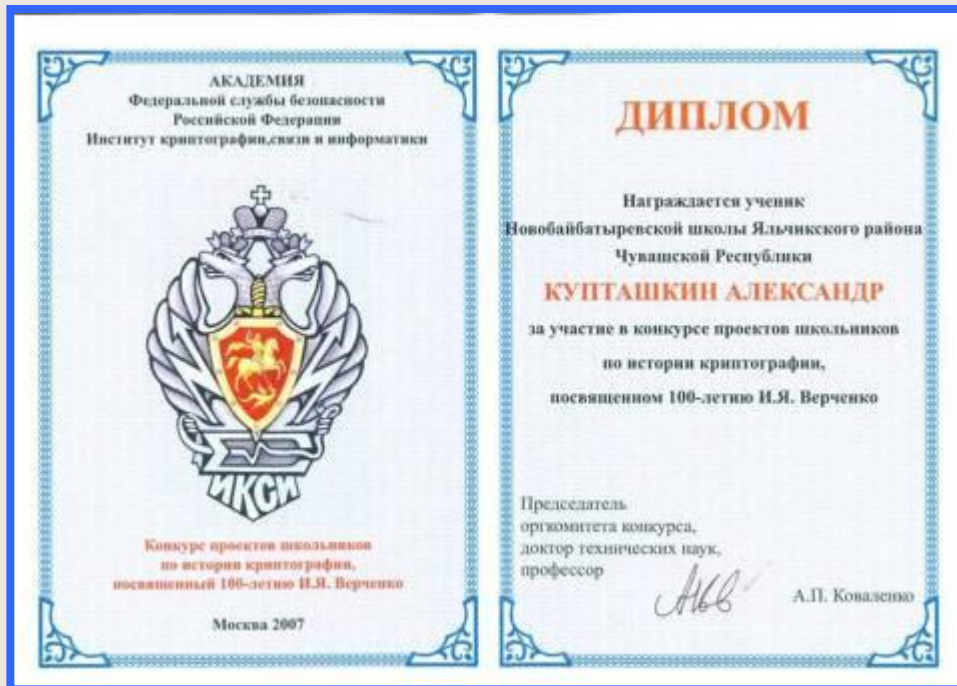 АКАДЕМИЯ
Федеральной службы безопасности
Российской Федерации
Институт криптографии,связи и информатики
ИКСИ
Конкурс проектов школьников
по истории криптографии,
посвященный 100-летию И.Я. Верченко
Москва 2007
ДИПЛОМ
Награждается ученик
Новобайбатыревской школы Яльчикского района
Чувашской Республики
КУПТАШКИН АЛЕКСАНДР
за участие в конкурсе проектов школьников
по истории криптографии,
посвященном 100-летию И.Я. Верченко
Председатель
оргкомитета конкурса,
доктор технических наук,
профессор
А.П. Коваленко